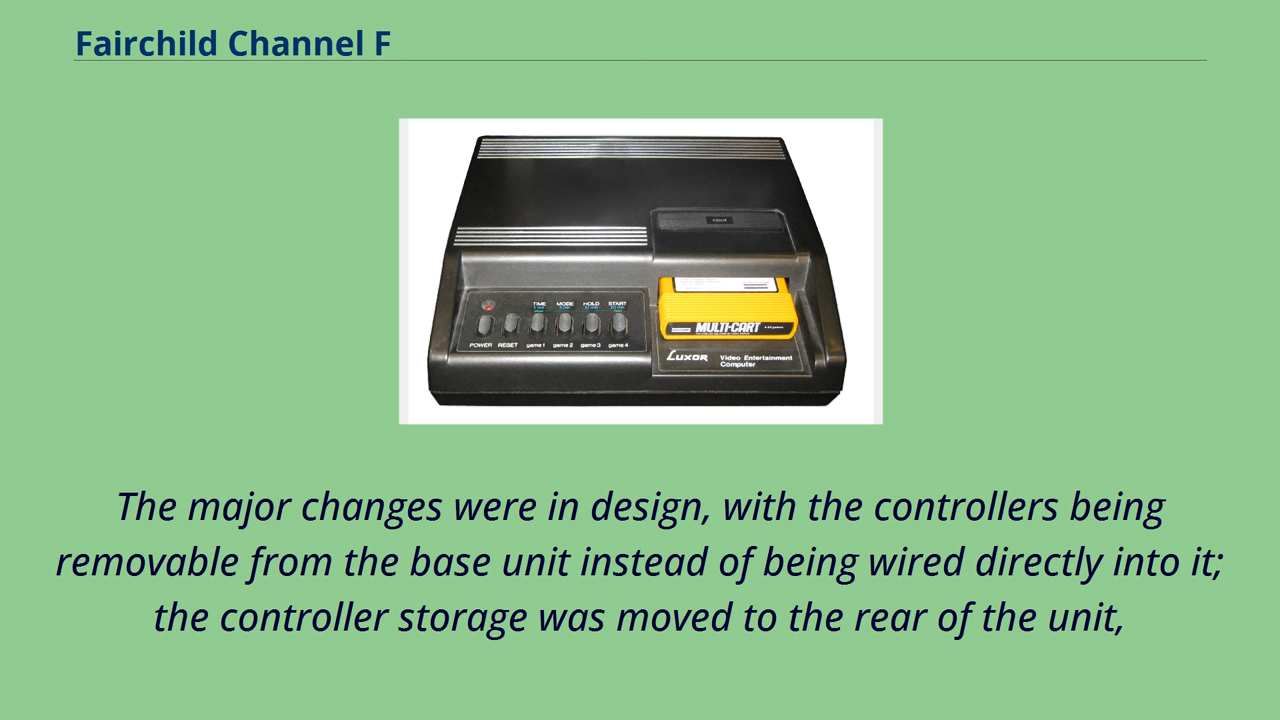 Fairchild Channel F
eject
TIME MODE HOLD START
POWER RESET game 1 game 2 game 3 game 4
MULTI-CART
LUXOR Video Entertainment
Computer
The major changes were in design, with the controllers being
removable from the base unit instead of being wired directly into it;
the controller storage was moved to the rear of the unit,